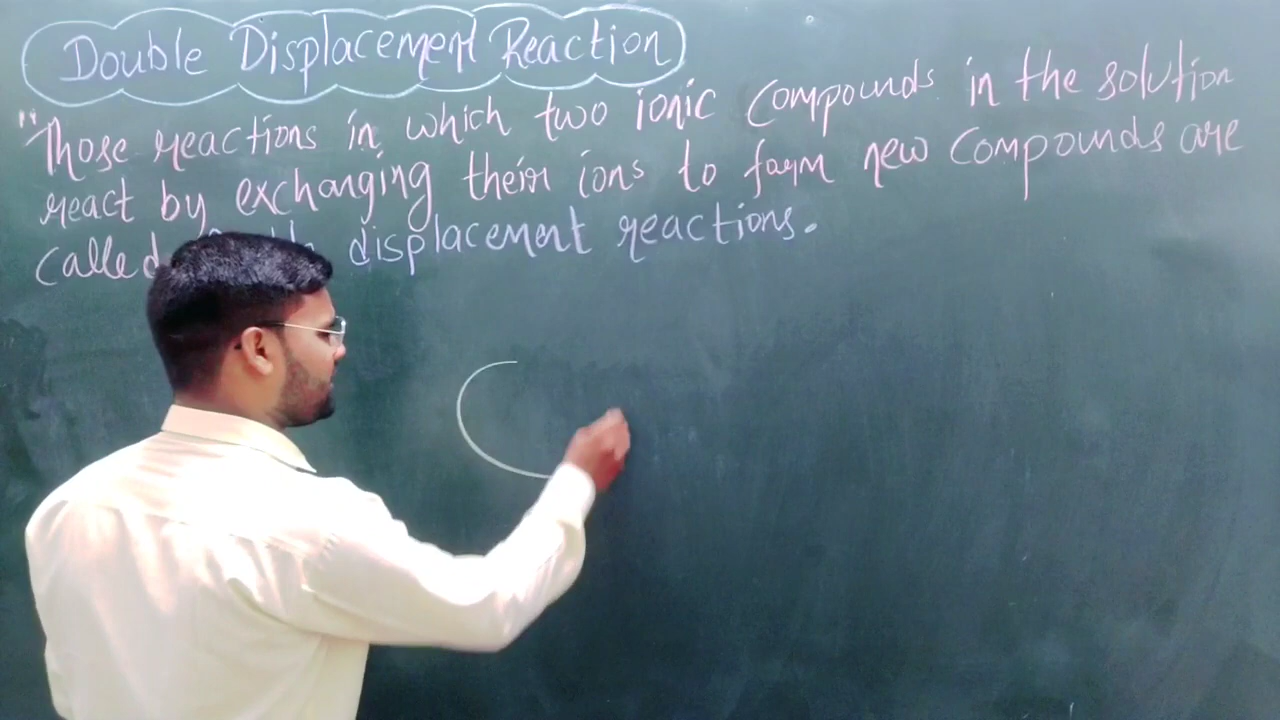 Double Displacement Reaction
"Those reactions in which two ionic compounds in the solution
react by exchanging their ions to form new compounds are
called displacement reactions.